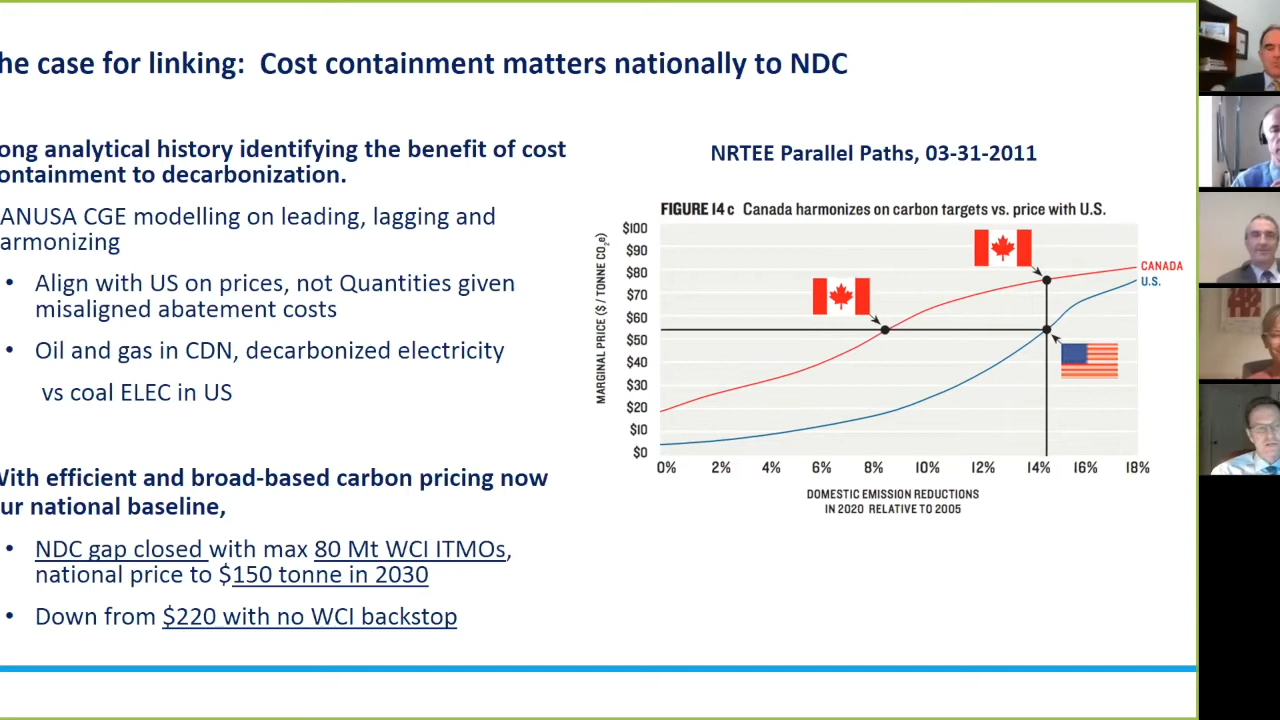 he case for linking: Cost containment matters nationally to NDC
ong analytical history identifying the benefit of cost
ontainment to decarbonization.
ANUSA CGE modelling on leading, lagging and
armonizing
• Align with US on prices, not Quantities given
misaligned abatement costs
• Oil and gas in CDN, decarbonized electricity
vs coal ELEC in US
With efficient and broad-based carbon pricing now
ur national baseline,
• NDC gap closed with max 80 Mt WCI ITMOs,
national price to $150 tonne in 2030
• Down from $220 with no WCI backstop
NRTEE Parallel Paths, 03-31-2011
FIGURE 14c Canada harmonizes on carbon targets vs. price with U.S.
MARGINAL PRICE ($ / TONNE CO2e)
$100
$90
$80
$70
$60
$50
$40
$30
$20
$10
$0
CANADA
U.S.
0% 2% 4% 6% 8% 10% 12% 14% 16% 18%
DOMESTIC EMISSION REDUCTIONS
IN 2020 RELATIVE TO 2005